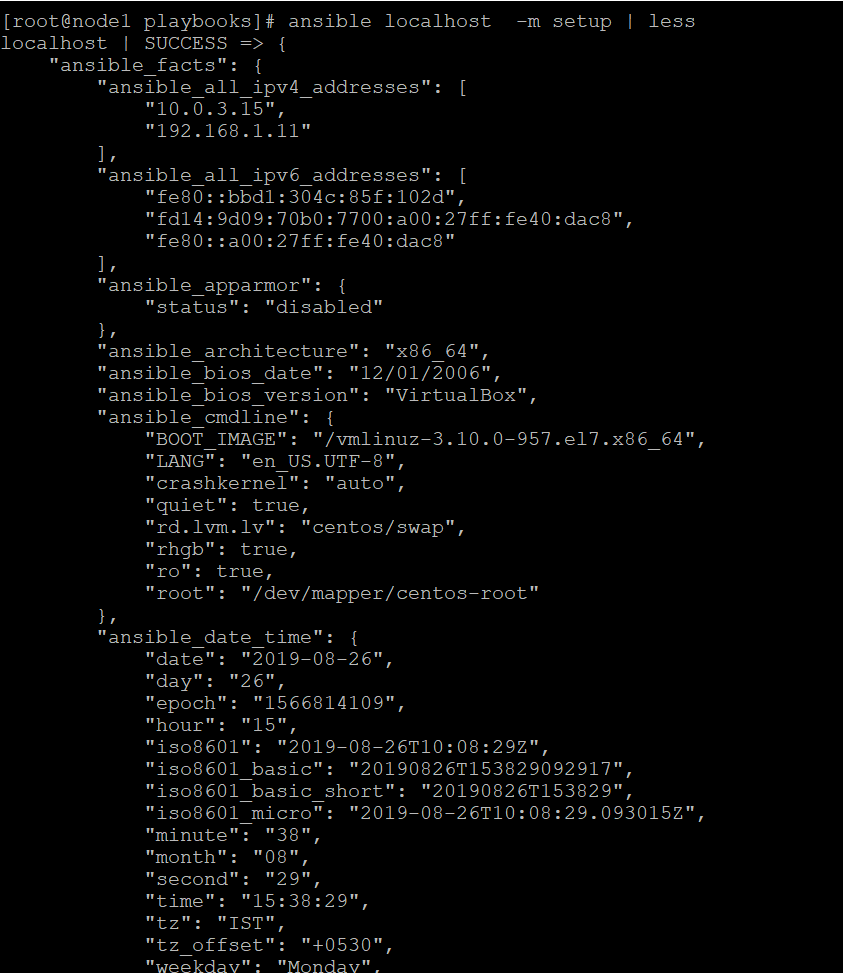 [root@node1 playbooks]# ansible localhost  -m setup | less
localhost | SUCCESS => {
    "ansible_facts": {
        "ansible_all_ipv4_addresses": [
            "10.0.3.15",
            "192.168.1.11"
        ],
        "ansible_all_ipv6_addresses": [
            "fe80::bbd1:304c:85f:102d",
            "fd14:9d09:70b0:7700:a00:27ff:fe40:dac8",
            "fe80::a00:27ff:fe40:dac8"
        ],
        "ansible_apparmor": {
            "status": "disabled"
        },
        "ansible_architecture": "x86_64",
        "ansible_bios_date": "12/01/2006",
        "ansible_bios_version": "VirtualBox",
        "ansible_cmdline": {
            "BOOT_IMAGE": "/vmlinuz-3.10.0-957.el7.x86_64",
            "LANG": "en_US.UTF-8",
            "crashkernel": "auto",
            "quiet": true,
            "rd.lvm.lv": "centos/swap",
            "rhgb": true,
            "ro": true,
            "root": "/dev/mapper/centos-root"
        },
        "ansible_date_time": {
            "date": "2019-08-26",
            "day": "26",
            "epoch": "1566814109",
            "hour": "15",
            "iso8601": "2019-08-26T10:08:29Z",
            "iso8601_basic": "20190826T153829092917",
            "iso8601_basic_short": "20190826T153829",
            "iso8601_micro": "2019-08-26T10:08:29.093015Z",
            "minute": "38",
            "month": "08",
            "second": "29",
            "time": "15:38:29",
            "tz": "IST",
            "tz_offset": "+0530",
            "weekday": "Monday",